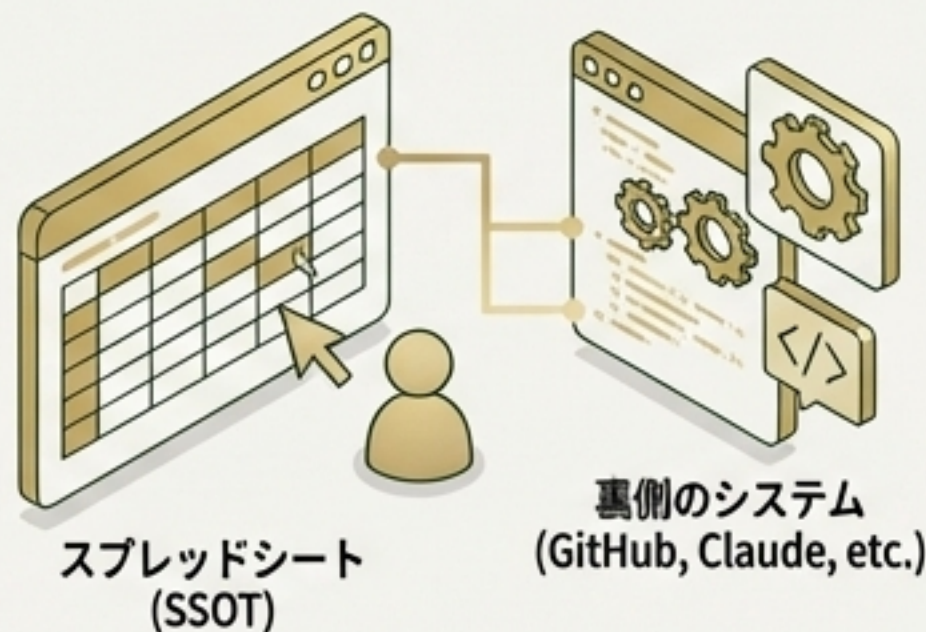 スプレッドシート
(SSOT)
裏側のシステム
(GitHub, Claude, etc.)
</>